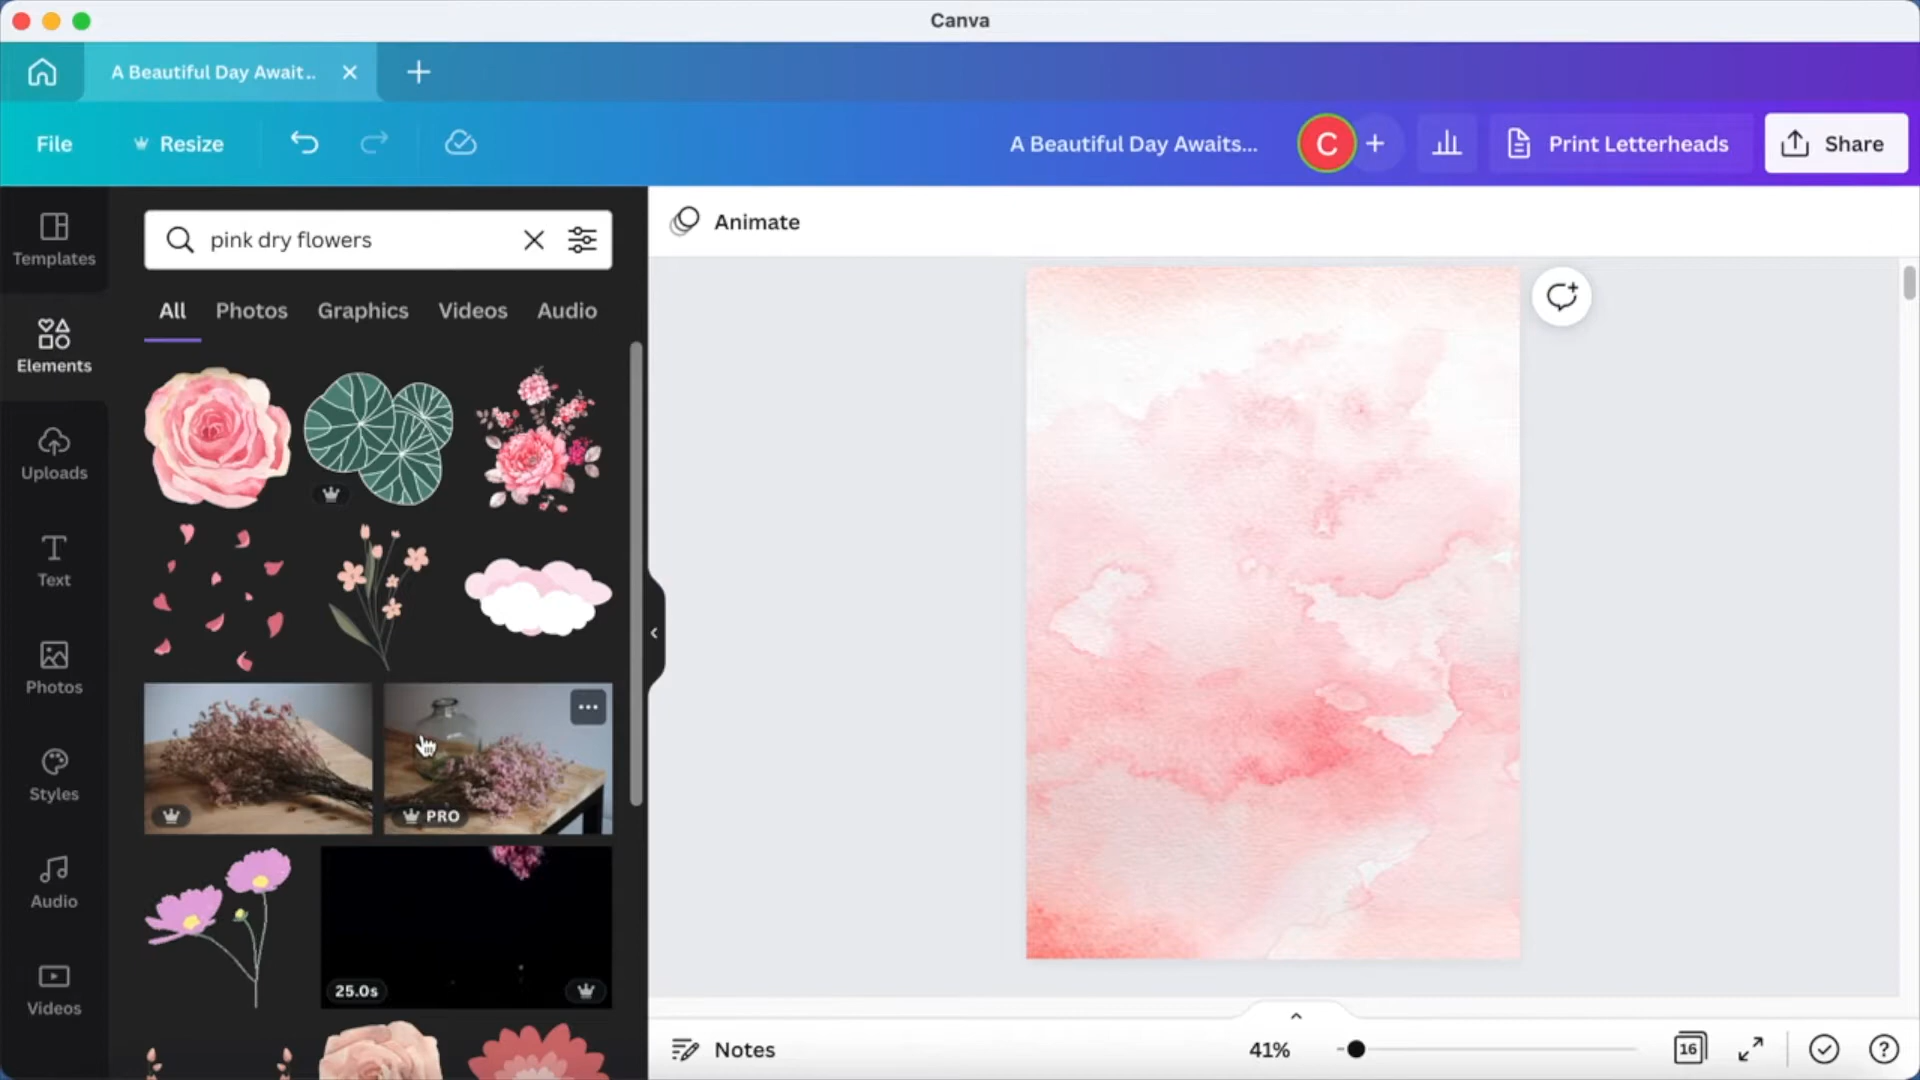 Canva
A Beautiful Day Await..
File
Resize
A Beautiful Day Awaits...
C
Print Letterheads
Share
Templates
Elements
Uploads
Text
Photos
Styles
Audio
Videos
pink dry flowers
All Photos Graphics Videos Audio
PRO
25.0s
Animate
Notes
41%
16